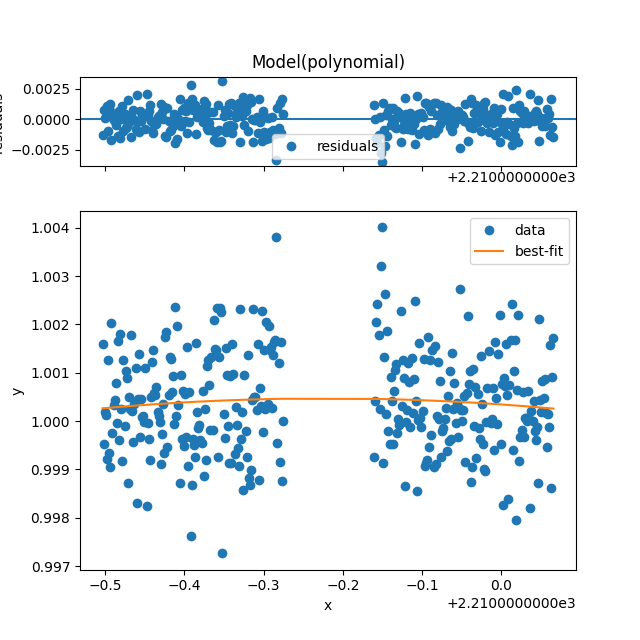 Model(polynomial)
0.0025
0.0000
−0.0025
residuals
+2.2100000000e3
1.004
1.003
1.002
1.001
1.000
0.999
0.998
0.997
y
data
best-fit
−0.5
−0.4
−0.3
−0.2
−0.1
0.0
x
+2.2100000000e3